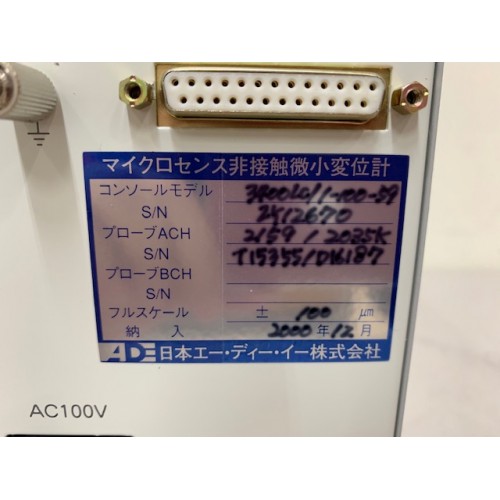 マイクロセンス非接触微小変位計
コンソールモデル
S/N 2412670
プローブACH 2159 / 2035K
S/N
プローブBCH
S/N
フルスケール ± 100 μm
納 入 2000 年 12 月
ADE 日本エー・ディー・イー株式会社
AC100V